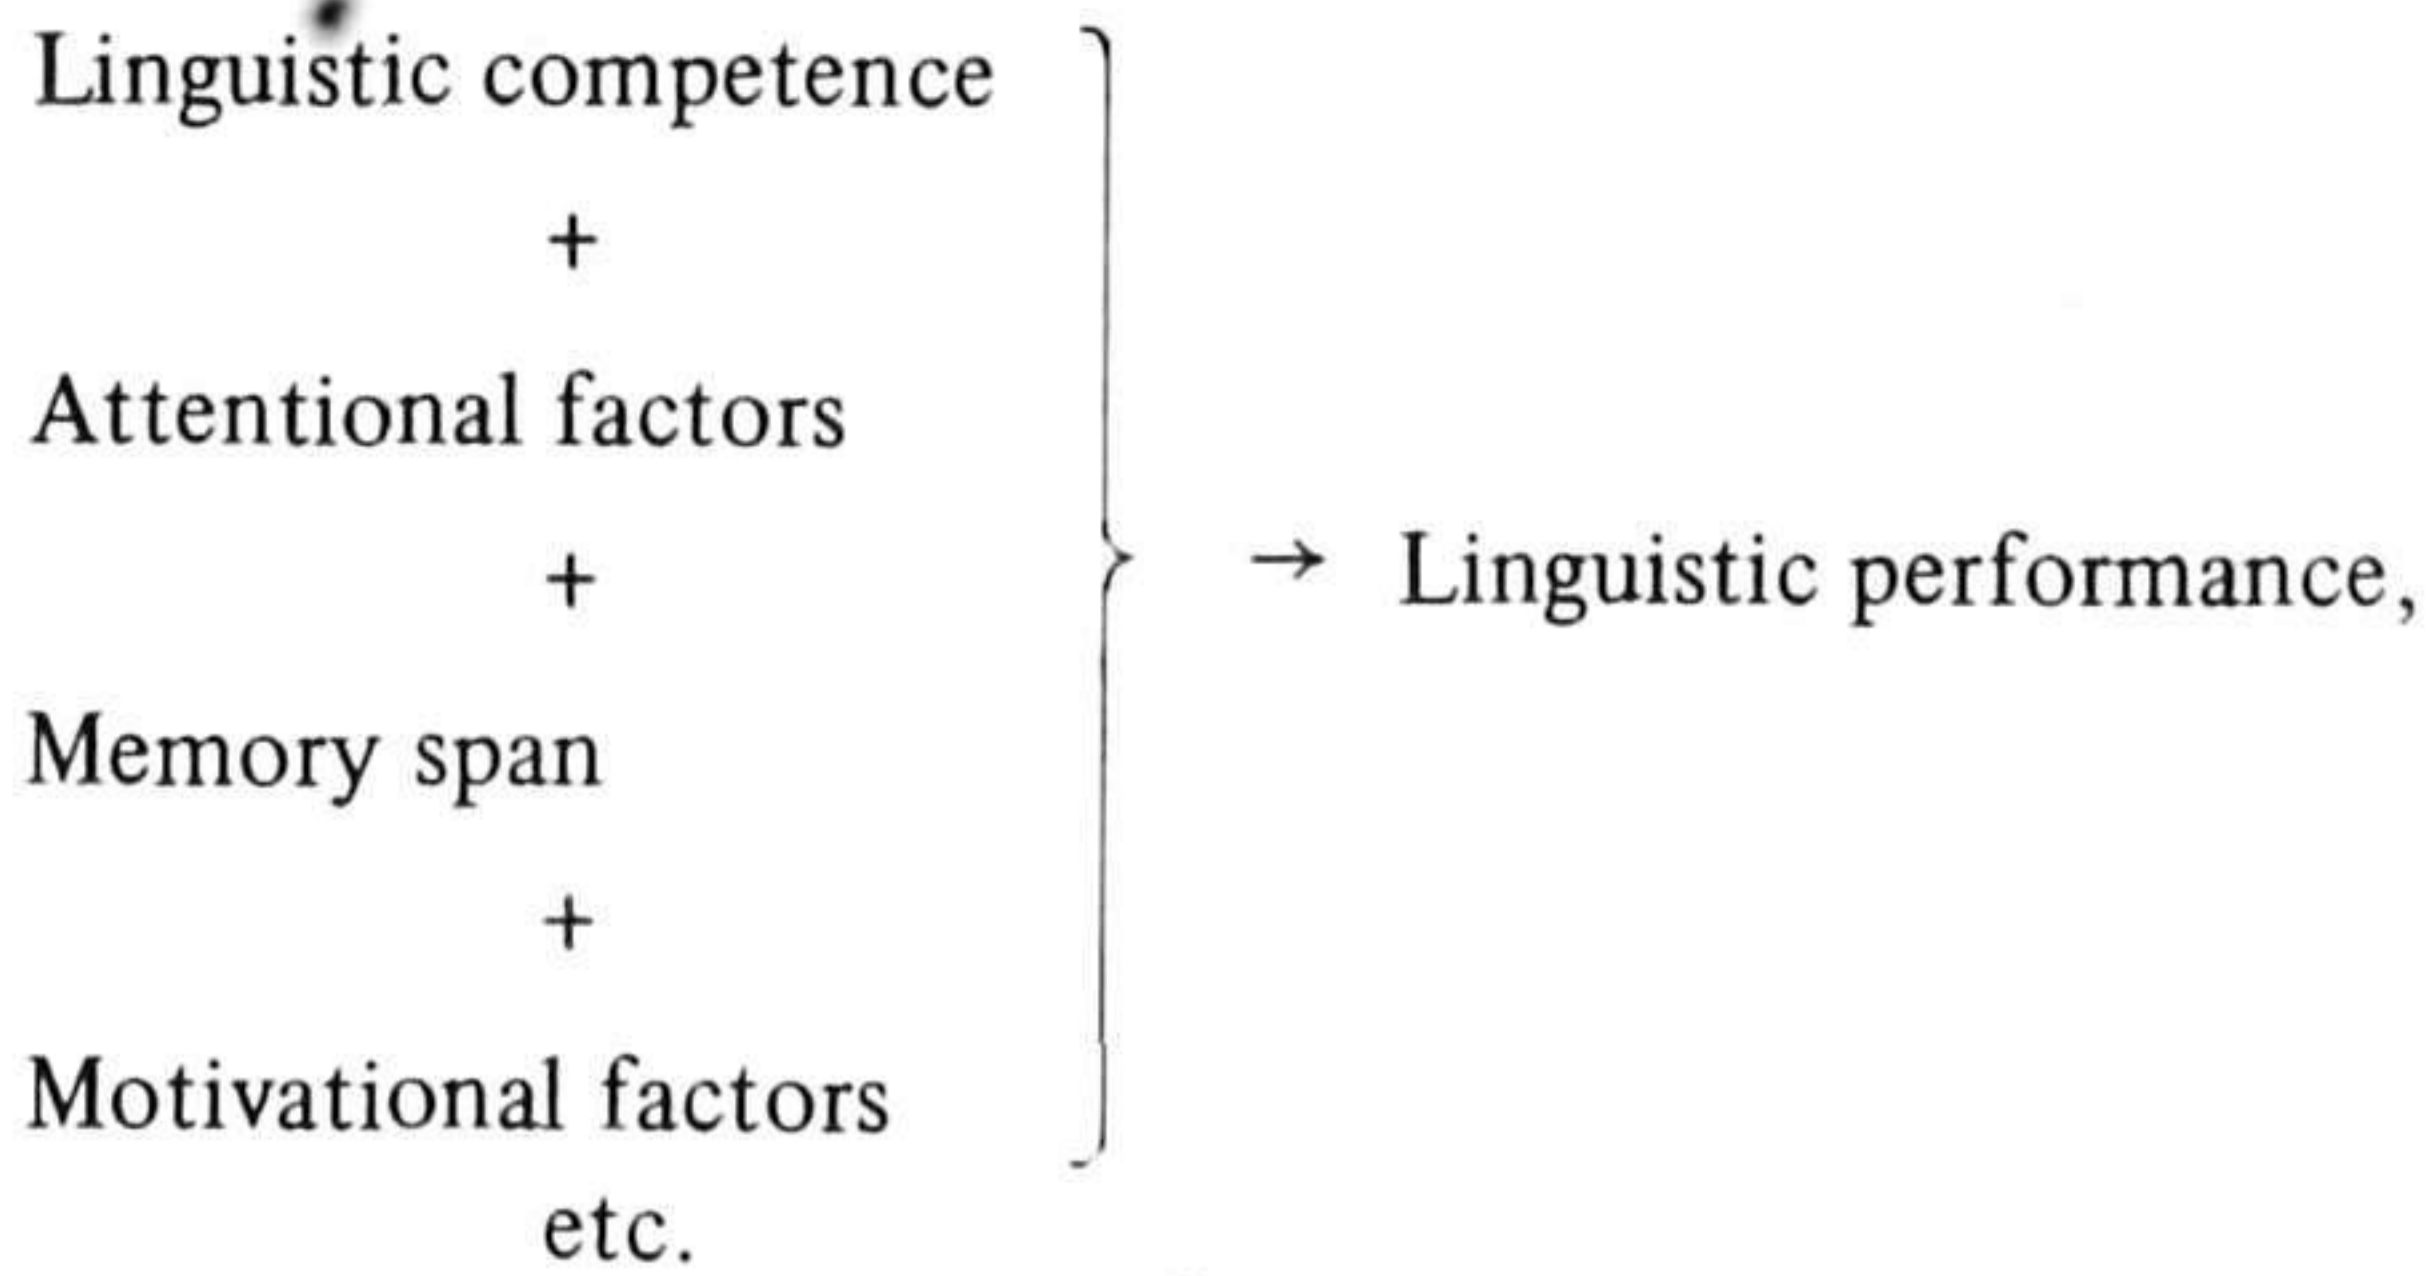 Linguistic competence
+
Attentional factors
+
Memory span
+
Motivational factors
etc.
→ Linguistic performance,